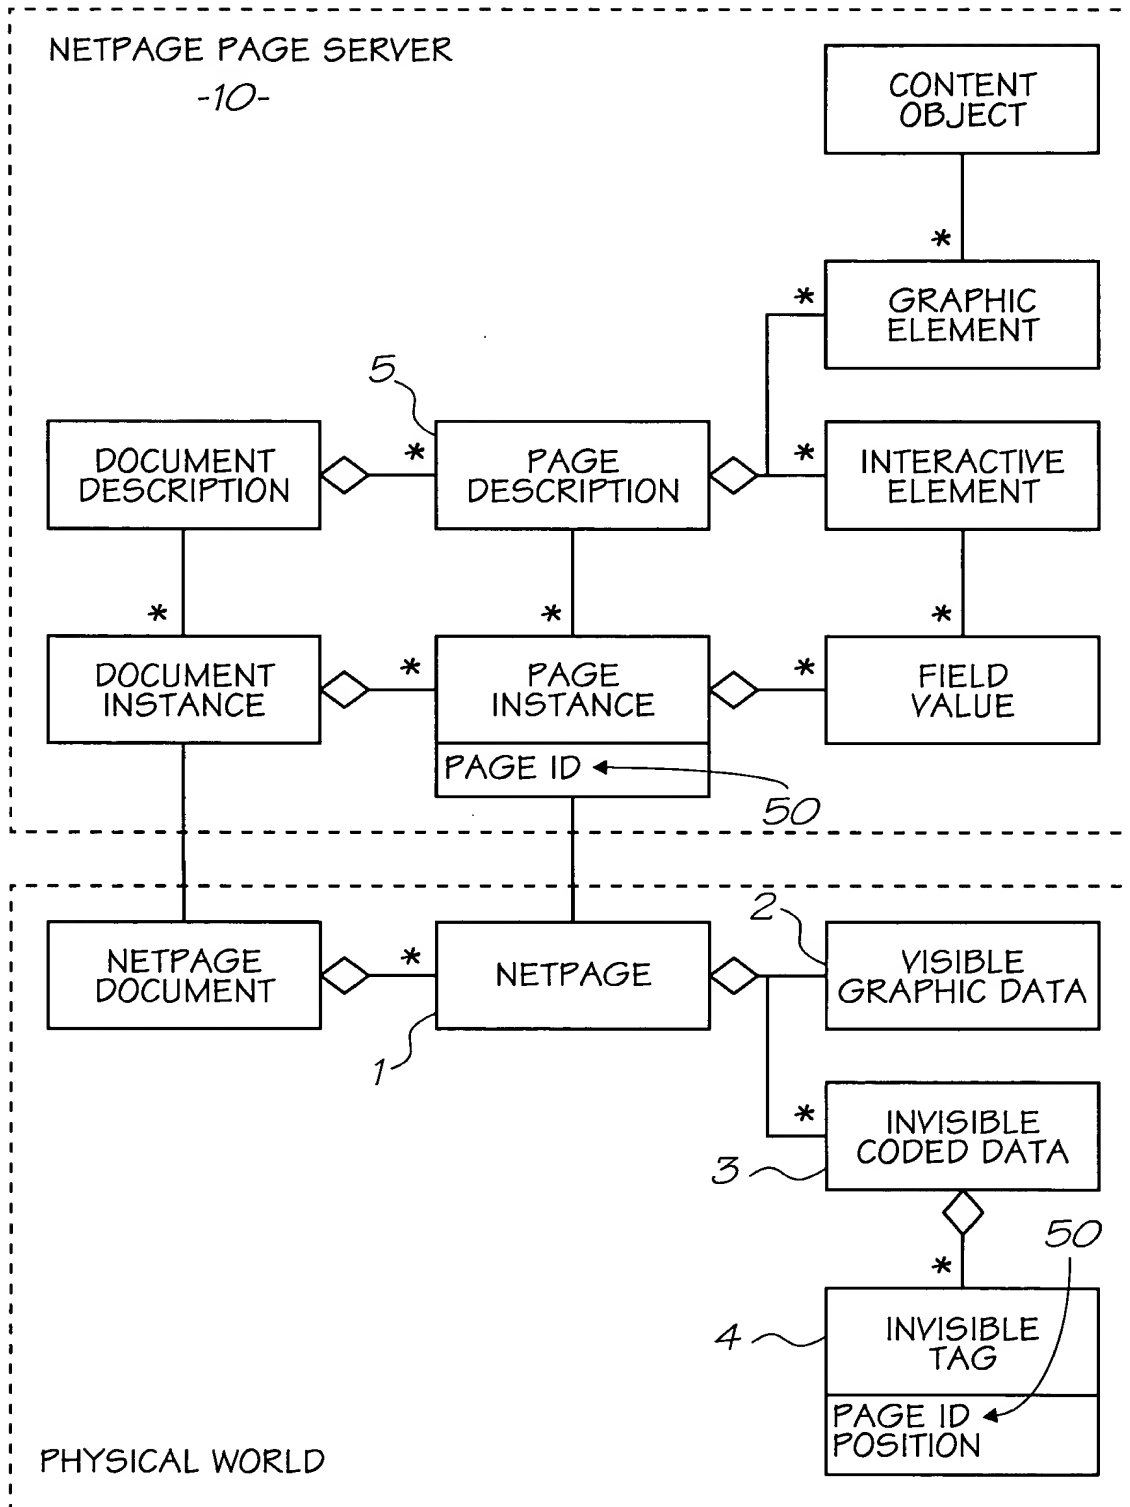 NETPAGE PAGE SERVER
-10-
CONTENT
OBJECT
*
*
GRAPHIC
ELEMENT
5
DOCUMENT
DESCRIPTION
*
PAGE
DESCRIPTION
*
INTERACTIVE
ELEMENT
*
*
*
DOCUMENT
INSTANCE
*
PAGE
INSTANCE
*
FIELD
VALUE
PAGE ID
50
NETPAGE
DOCUMENT
*
NETPAGE
1
2
VISIBLE
GRAPHIC DATA
*
INVISIBLE
CODED DATA
3
50
*
4
INVISIBLE
TAG
PAGE ID
POSITION
PHYSICAL WORLD